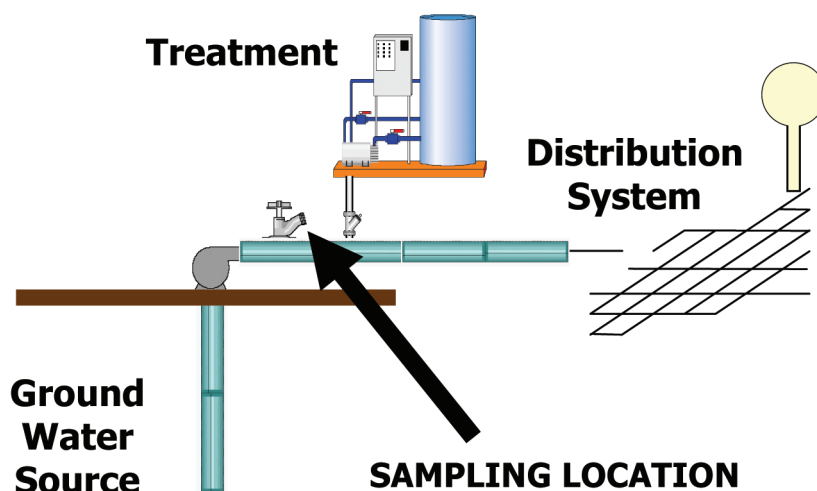 Treatment
Distribution
System
Ground
Water
Source
SAMPLING LOCATION